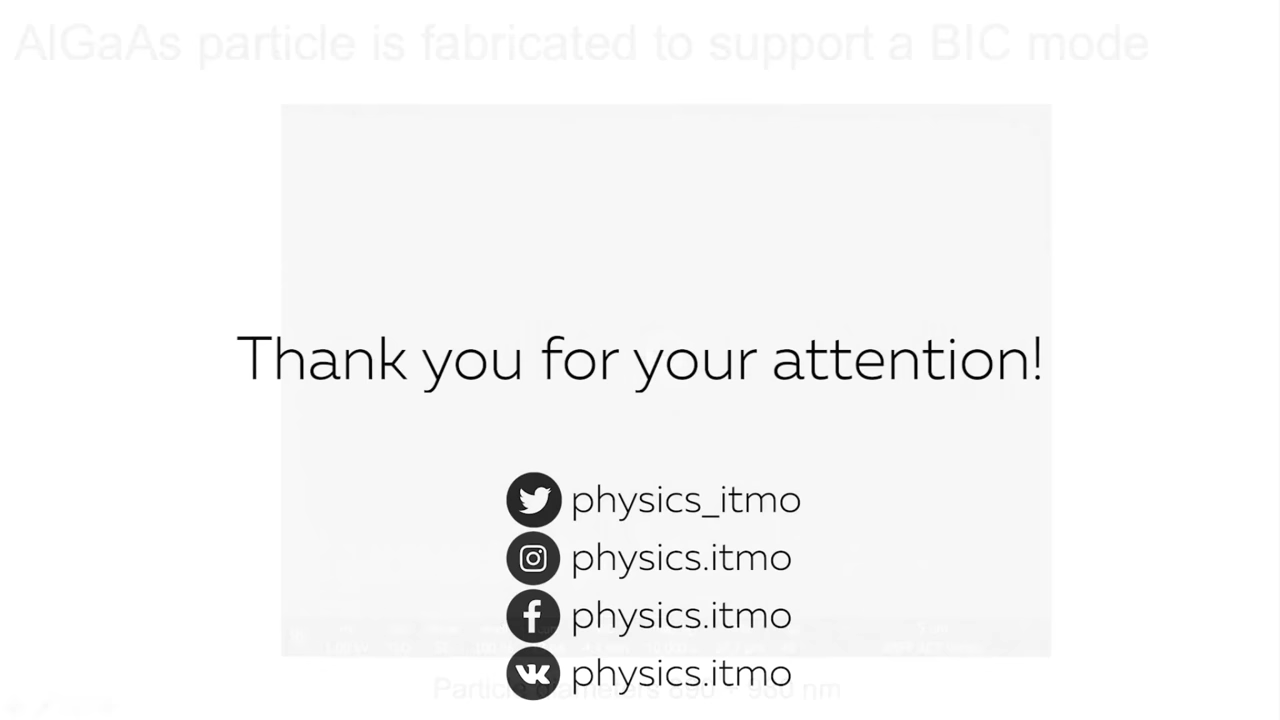 AlGaAs particle is fabricated to support a BIC mode
Thank you for your attention!
physics_itmo
physics.itmo
physics.itmo
physics.itmo
Particle diameters 890 ÷ 980 nm